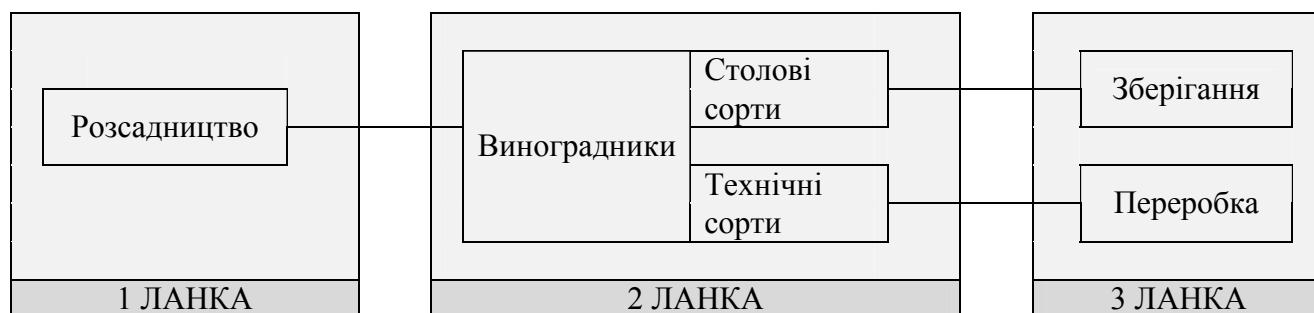 Розсадництво
Виноградники
Столові
сорти
Технічні
сорти
Зберігання
Переробка
1 ЛАНКА
2 ЛАНКА
3 ЛАНКА